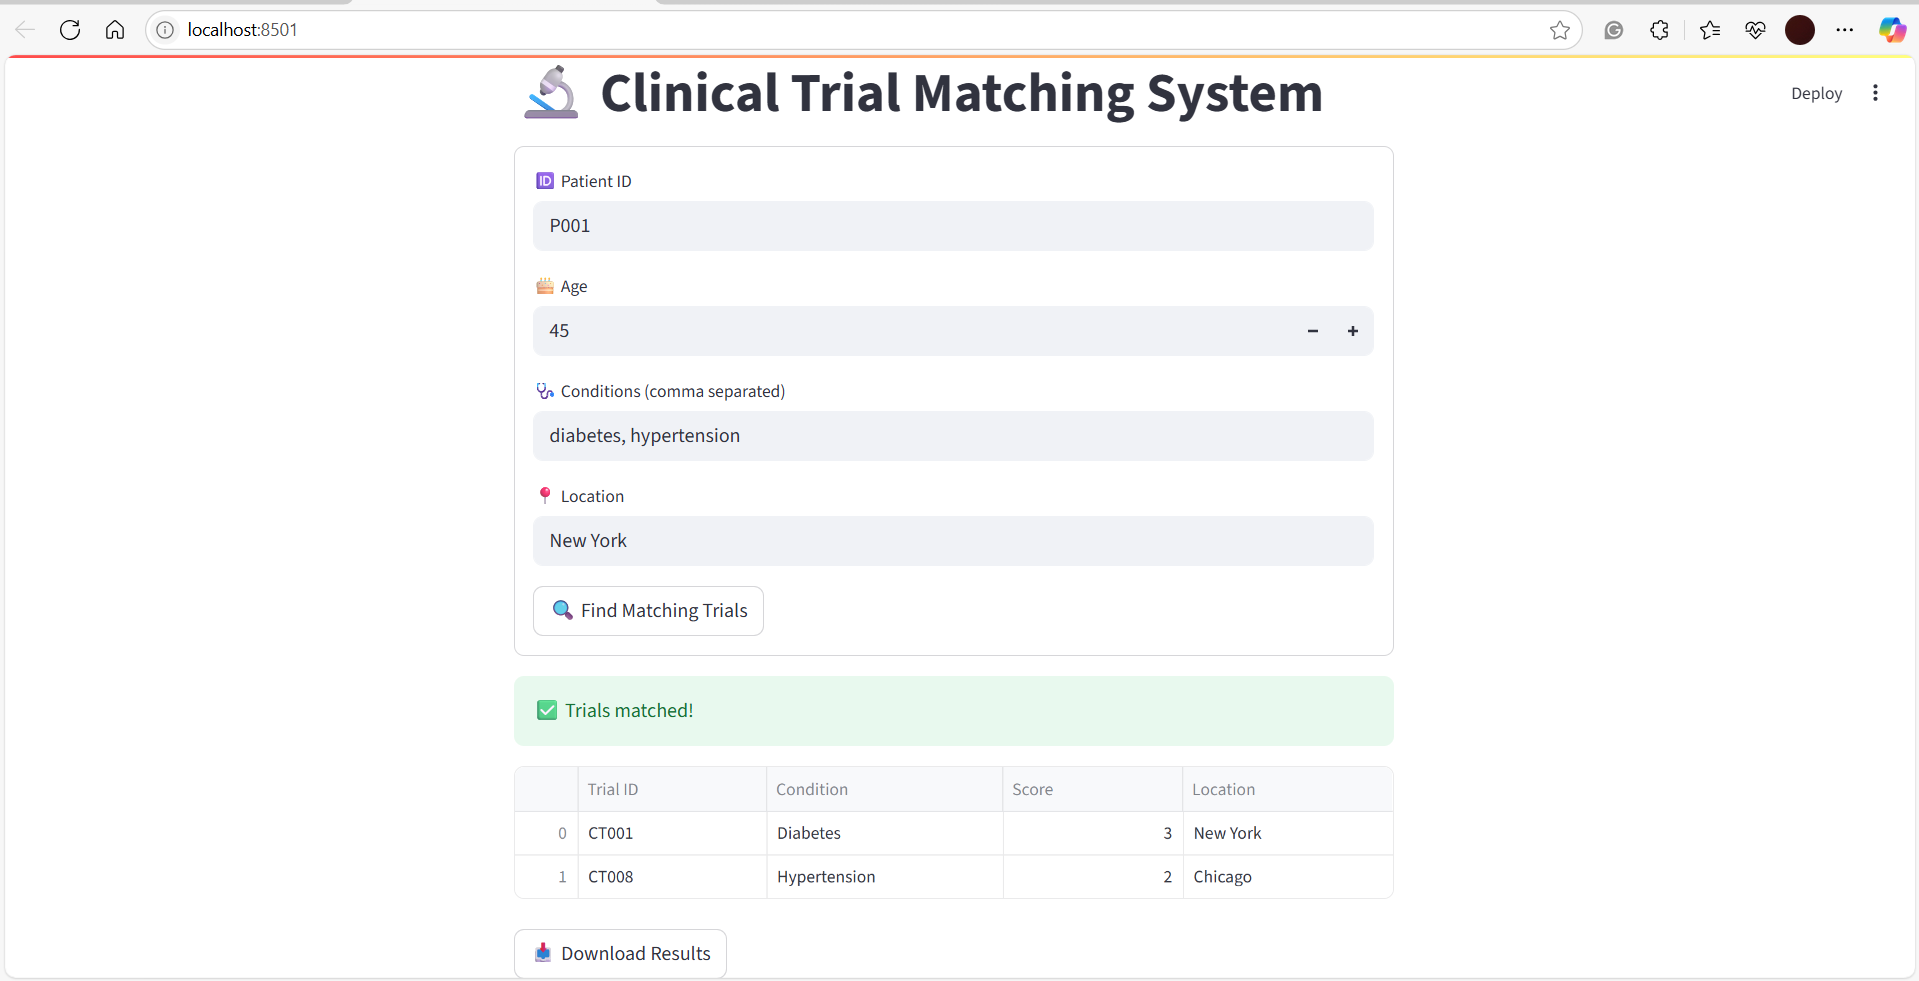 localhost:8501
Clinical Trial Matching System
Deploy
Patient ID
P001
Age
45
Conditions (comma separated)
diabetes, hypertension
Location
New York
Find Matching Trials
Trials matched!
Trial ID Condition Score Location
0 CT001 Diabetes 3 New York
1 CT008 Hypertension 2 Chicago
Download Results